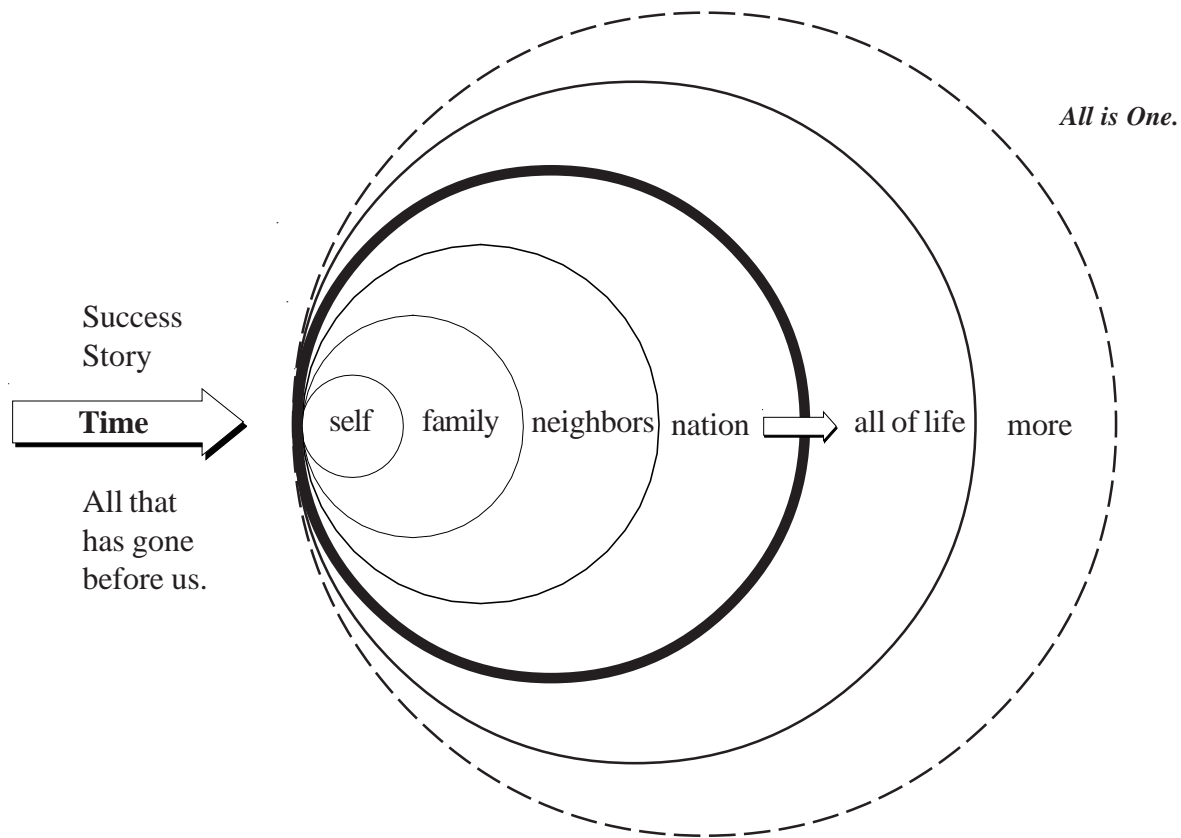 All is One.
Success
Story
Time
All that
has gone
before us.
self family neighbors nation all of life more